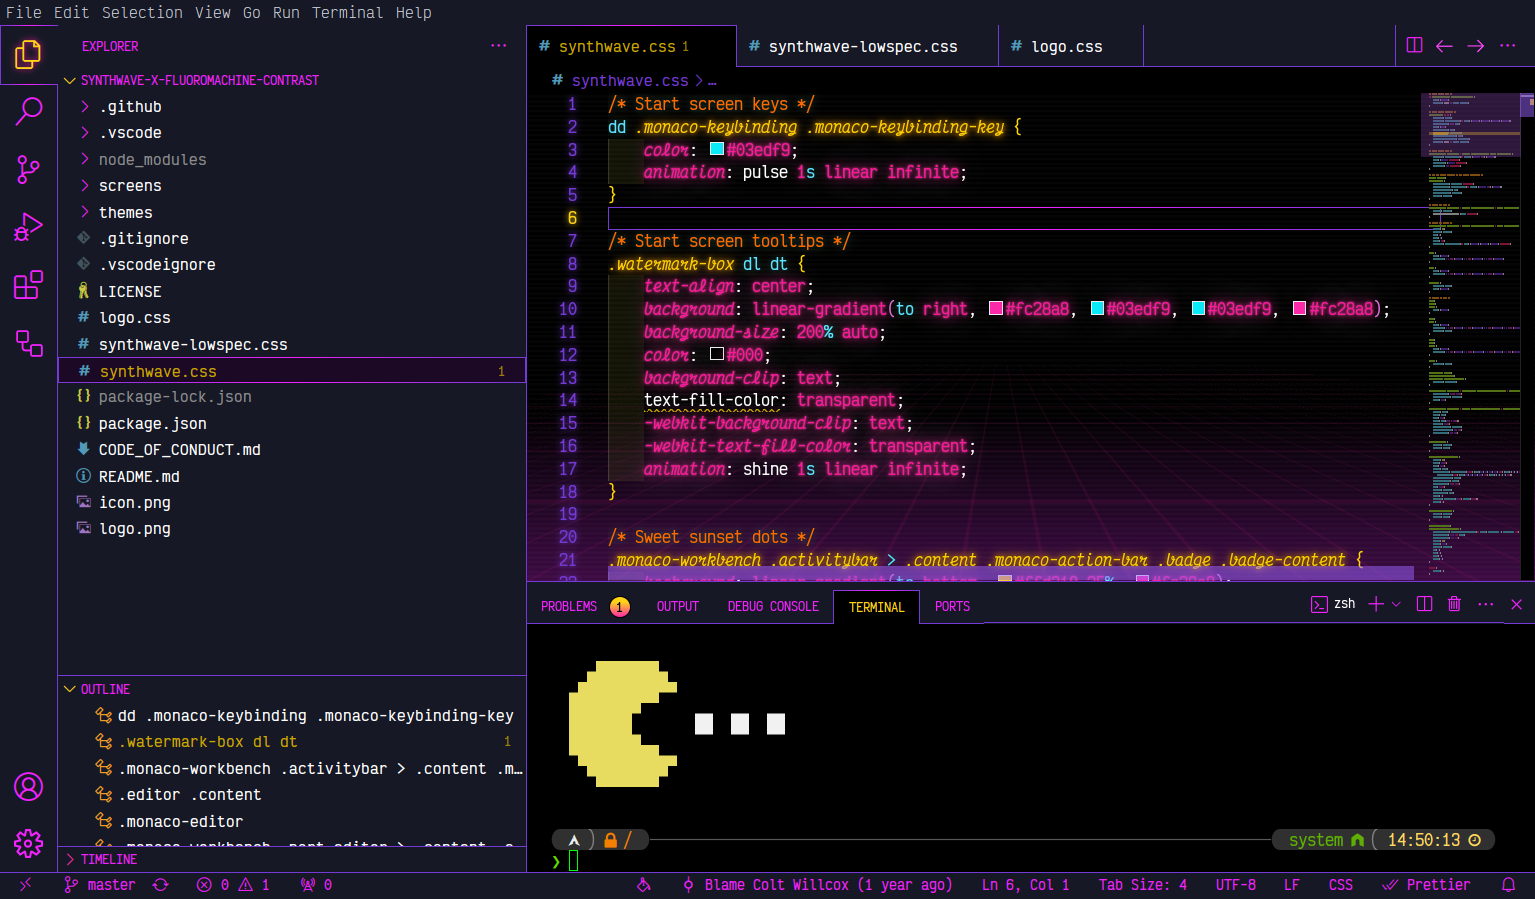 File Edit Selection View Go Run Terminal Help
EXPLORER
SYNTHWAVE-X-FLUOROMACHINE-CONTRAST
.github
.vscode
node_modules
screens
themes
.gitignore
.vscodeignore
LICENSE
# logo.css
# synthwave-lowspec.css
# synthwave.css 1
{} package-lock.json
{} package.json
CODE_OF_CONDUCT.md
README.md
icon.png
logo.png
OUTLINE
dd .monaco-keybinding .monaco-keybinding-key
.watermark-box dl dt 1
.monaco-workbench .activitybar > .content .m…
.editor .content
.monaco-editor
TIMELINE
# synthwave.css 1
# synthwave-lowspec.css
# logo.css
# synthwave.css > …
1 /* Start screen keys */
2 dd .monaco-keybinding .monaco-keybinding-key {
3 color: #03edf9;
4 animation: pulse 1s linear infinite;
5 }
6
7 /* Start screen tooltips */
8 .watermark-box dl dt {
9 text-align: center;
10 background: linear-gradient(to right, #fc28a8, #03edf9, #03edf9, #fc28a8);
11 background-size: 200% auto;
12 color: #000;
13 background-clip: text;
14 text-fill-color: transparent;
15 -webkit-background-clip: text;
16 -webkit-text-fill-color: transparent;
17 animation: shine 1s linear infinite;
18 }
19
20 /* Sweet sunset dots */
21 .monaco-workbench .activitybar > .content .monaco-action-bar .badge .badge-content {
PROBLEMS 1 OUTPUT DEBUG CONSOLE TERMINAL PORTS
zsh
/
system 14:50:13
❯
master 0 1 0
Blame Colt Willcox (1 year ago) Ln 6, Col 1 Tab Size: 4 UTF-8 LF CSS Prettier